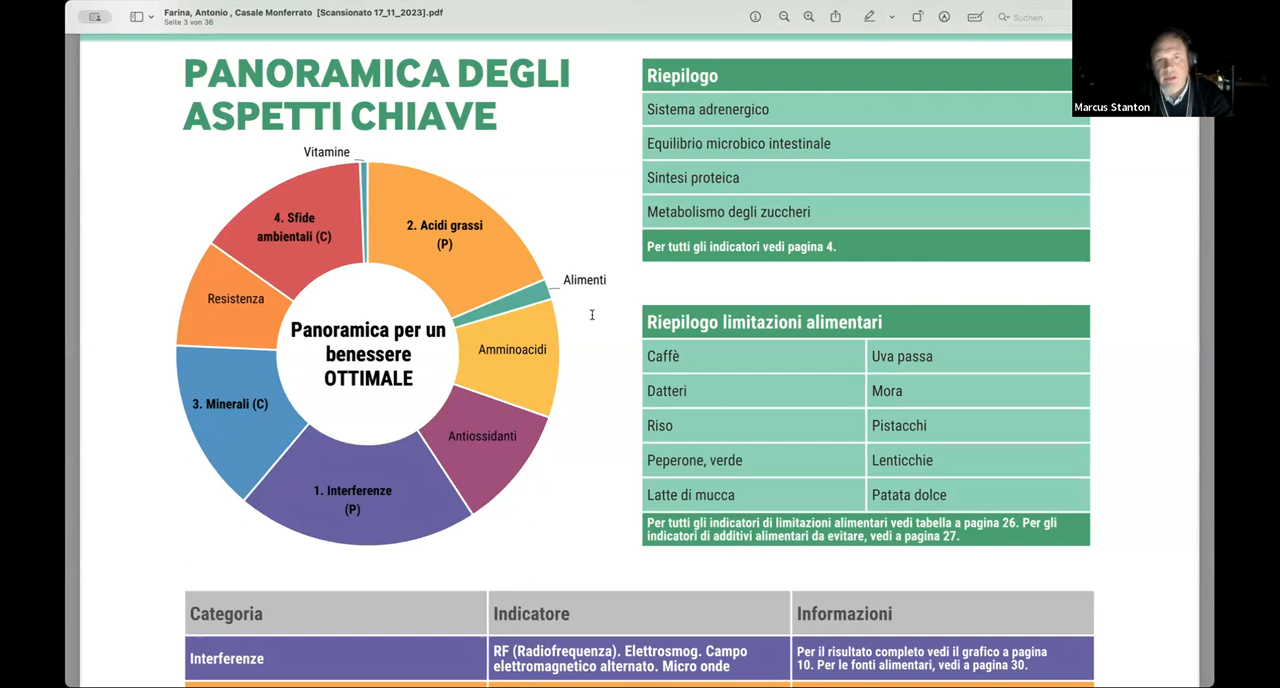 Farina, Antonio , Casale Monferrato [Scansionato 17_11_2023].pdf
Seite 3 von 36
Suchen
Marcus Stanton
PANORAMICA DEGLI
ASPETTI CHIAVE
Vitamine
4. Sfide
ambientali (C)
2. Acidi grassi
(P)
Alimenti
Resistenza
Panoramica per un
benessere
OTTIMALE
Amminoacidi
3. Minerali (C)
Antiossidanti
1. Interferenze
(P)
Riepilogo
Sistema adrenergico
Equilibrio microbico intestinale
Sintesi proteica
Metabolismo degli zuccheri
Per tutti gli indicatori vedi pagina 4.
Riepilogo limitazioni alimentari
Caffè Uva passa
Datteri Mora
Riso Pistacchi
Peperone, verde Lenticchie
Latte di mucca Patata dolce
Per tutti gli indicatori di limitazioni alimentari vedi tabella a pagina 26. Per gli
indicatori di additivi alimentari da evitare, vedi a pagina 27.
Categoria Indicatore Informazioni
Interferenze
RF (Radiofrequenza). Elettrosmog. Campo
elettromagnetico alternato. Micro onde
Per il risultato completo vedi il grafico a pagina
10. Per le fonti alimentari, vedi a pagina 30.